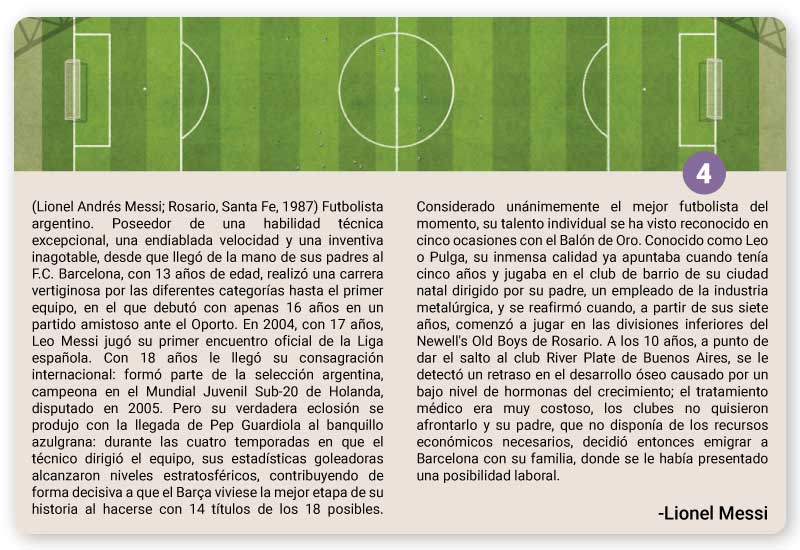 4
(Lionel Andrés Messi; Rosario, Santa Fe, 1987) Futbolista
argentino. Poseedor de una habilidad técnica
excepcional, una endiablada velocidad y una inventiva
inagotable, desde que llegó de la mano de sus padres al
F.C. Barcelona, con 13 años de edad, realizó una carrera
vertiginosa por las diferentes categorías hasta el primer
equipo, en el que debutó con apenas 16 años en un
partido amistoso ante el Oporto. En 2004, con 17 años,
Leo Messi jugó su primer encuentro oficial de la Liga
española. Con 18 años le llegó su consagración
internacional: formó parte de la selección argentina,
campeona en el Mundial Juvenil Sub-20 de Holanda,
disputado en 2005. Pero su verdadera eclosión se
produjo con la llegada de Pep Guardiola al banquillo
azulgrana: durante las cuatro temporadas en que el
técnico dirigió el equipo, sus estadísticas goleadoras
alcanzaron niveles estratosféricos, contribuyendo de
forma decisiva a que el Barça viviese la mejor etapa de su
historia al hacerse con 14 títulos de los 18 posibles.
Considerado unánimemente el mejor futbolista del
momento, su talento individual se ha visto reconocido en
cinco ocasiones con el Balón de Oro. Conocido como Leo
o Pulga, su inmensa calidad ya apuntaba cuando tenía
cinco años y jugaba en el club de barrio de su ciudad
natal dirigido por su padre, un empleado de la industria
metalúrgica, y se reafirmó cuando, a partir de sus siete
años, comenzó a jugar en las divisiones inferiores del
Newell's Old Boys de Rosario. A los 10 años, a punto de
dar el salto al club River Plate de Buenos Aires, se le
detectó un retraso en el desarrollo óseo causado por un
bajo nivel de hormonas del crecimiento; el tratamiento
médico era muy costoso, los clubes no quisieron
afrontarlo y su padre, que no disponía de los recursos
económicos necesarios, decidió entonces emigrar a
Barcelona con su familia, donde se le había presentado
una posibilidad laboral.
-Lionel Messi